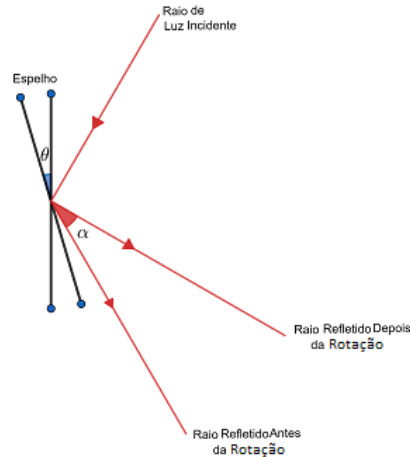 Raio de
Luz Incidente
Espelho
θ
α
Raio Refletido Depois
da Rotação
Raio Refletido Antes
da Rotação